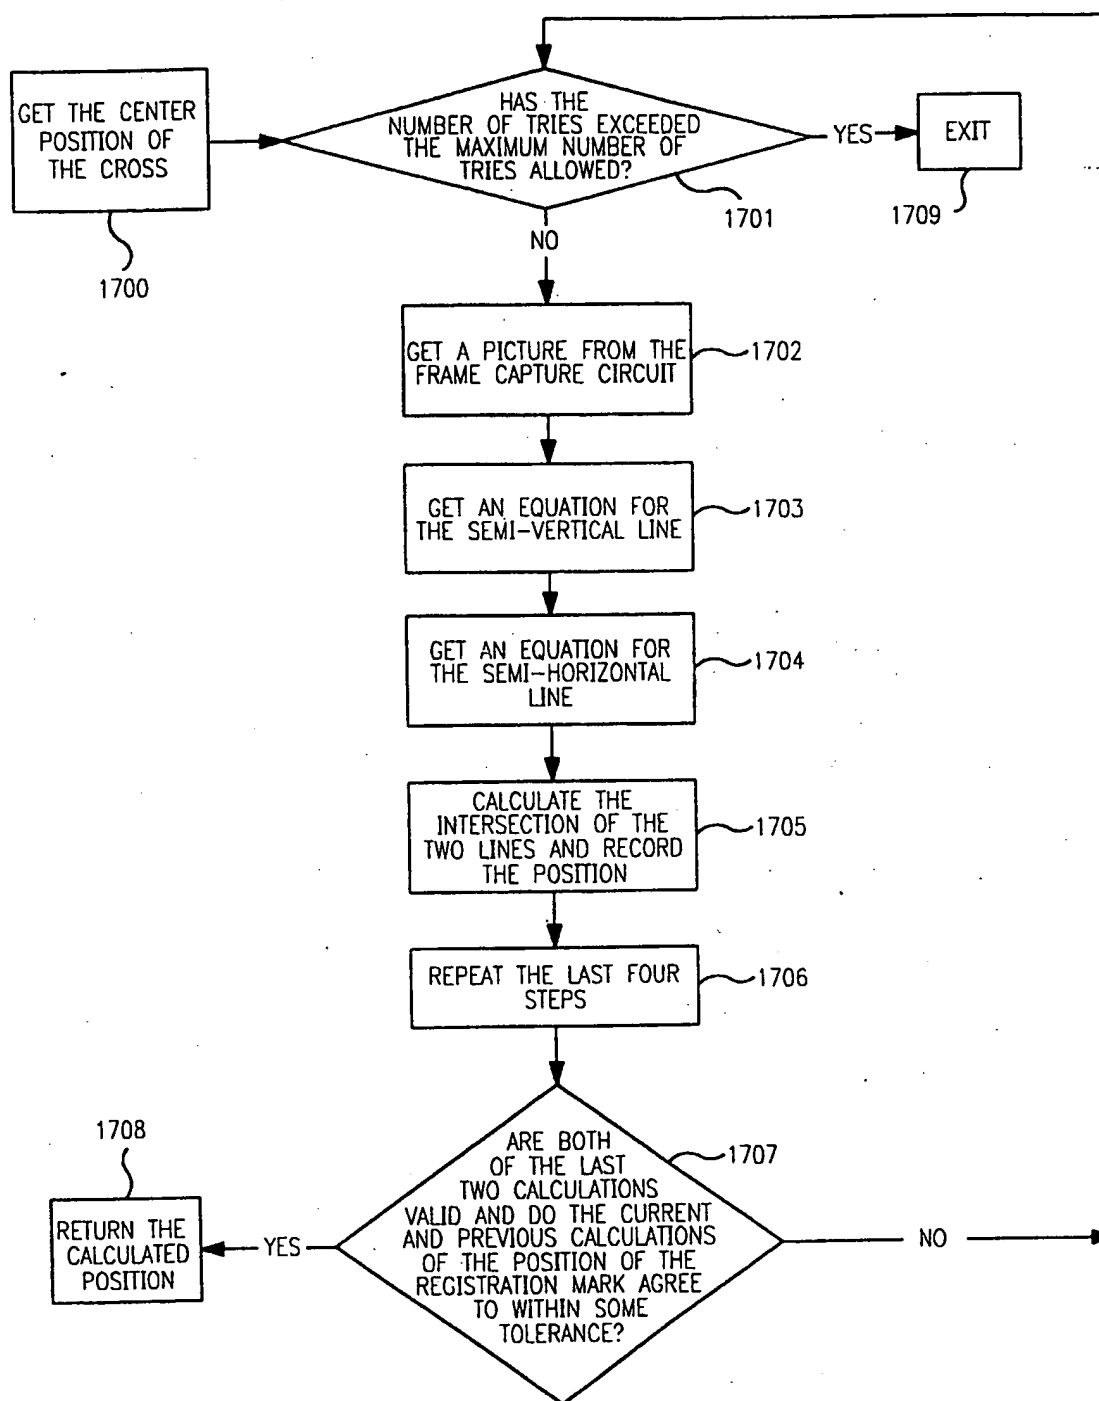 GET THE CENTER
POSITION OF
THE CROSS
1700
HAS THE
NUMBER OF TRIES EXCEEDED
THE MAXIMUM NUMBER OF
TRIES ALLOWED?
1701
YES
EXIT
1709
NO
GET A PICTURE FROM THE
FRAME CAPTURE CIRCUIT
1702
GET AN EQUATION FOR
THE SEMI-VERTICAL LINE
1703
GET AN EQUATION FOR
THE SEMI-HORIZONTAL
LINE
1704
CALCULATE THE
INTERSECTION OF THE
TWO LINES AND RECORD
THE POSITION
1705
REPEAT THE LAST FOUR
STEPS
1706
ARE BOTH
OF THE LAST
TWO CALCULATIONS
VALID AND DO THE CURRENT
AND PREVIOUS CALCULATIONS
OF THE POSITION OF THE
REGISTRATION MARK AGREE
TO WITHIN SOME
TOLERANCE?
1707
YES
1708
RETURN THE
CALCULATED
POSITION
NO